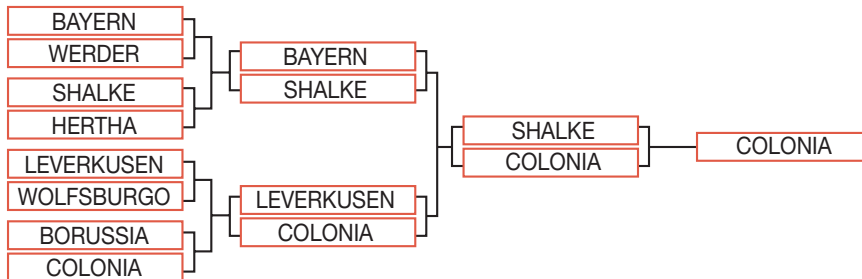 BAYERN
WERDER
SHALKE
HERTHA
LEVERKUSEN
WOLFSBURGO
BORUSSIA
COLONIA
BAYERN
SHALKE
LEVERKUSEN
COLONIA
SHALKE
COLONIA
COLONIA